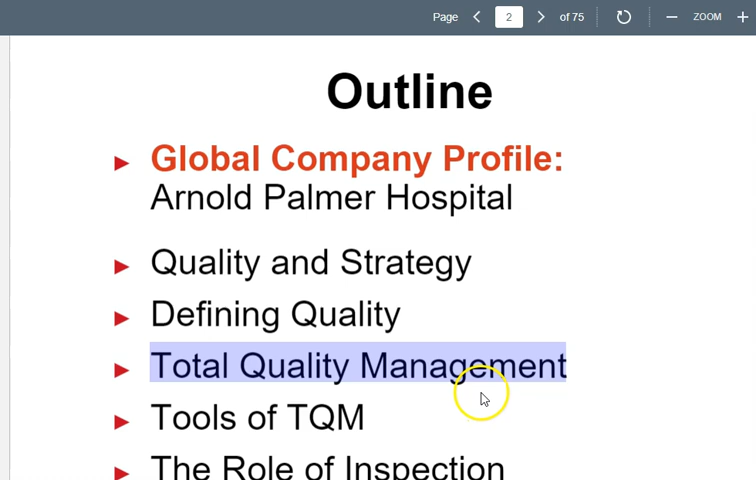 Page 2 of 75 ZOOM
Outline
Global Company Profile:
Arnold Palmer Hospital
Quality and Strategy
Defining Quality
Total Quality Management
Tools of TQM
The Role of Inspection